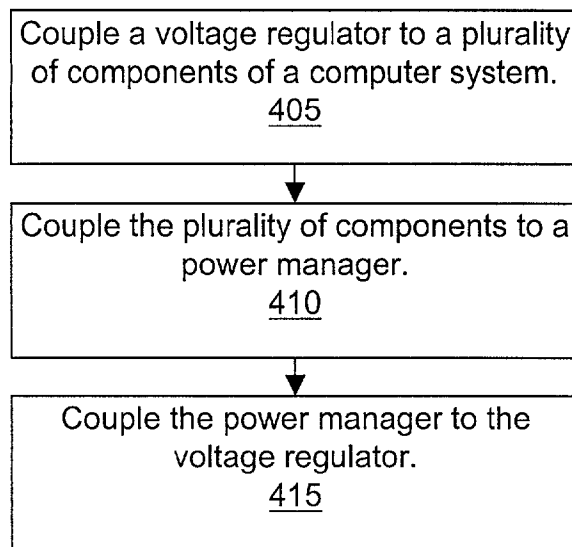 Couple a voltage regulator to a plurality
of components of a computer system.
405
Couple the plurality of components to a
power manager.
410
Couple the power manager to the
voltage regulator.
415